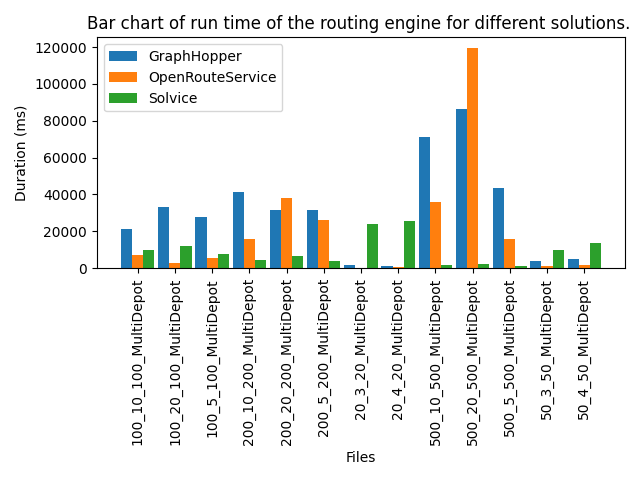 Bar chart of run time of the routing engine for different solutions.
GraphHopper
OpenRouteService
Solvice
Duration (ms)
120000
100000
80000
60000
40000
20000
0
100_10_100_MultiDepot
100_20_100_MultiDepot
100_5_100_MultiDepot
200_10_200_MultiDepot
200_20_200_MultiDepot
200_5_200_MultiDepot
20_3_20_MultiDepot
20_4_20_MultiDepot
500_10_500_MultiDepot
500_20_500_MultiDepot
500_5_500_MultiDepot
50_3_50_MultiDepot
50_4_50_MultiDepot
Files